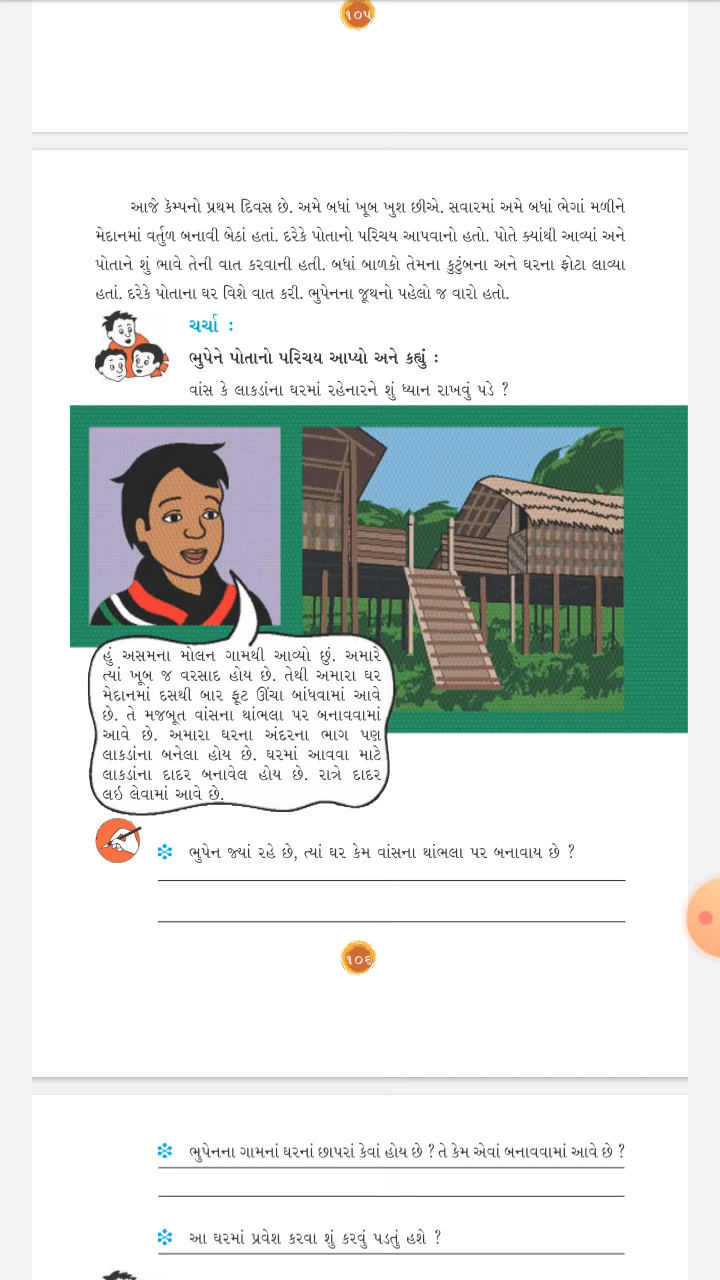 ૧૦૫
આજે કૅમ્પનો પ્રથમ દિવસ છે. અમે બધાં ખૂબ ખુશ છીએ. સવારમાં અમે બધાં ભેગાં મળીને
મેદાનમાં વર્તુળ બનાવી બેઠાં હતાં. દરેકે પોતાનો પરિચય આપવાનો હતો. પોતે ક્યાંથી આવ્યાં અને
પોતાને શું ભાવે તેની વાત કરવાની હતી. બધાં બાળકો તેમના કુટુંબના અને ઘરના ફોટા લાવ્યા
હતાં. દરેકે પોતાના ઘર વિશે વાત કરી. ભુપેનના જૂથનો પહેલો જ વારો હતો.
ચર્ચા :
ભુપેને પોતાનો પરિચય આપ્યો અને કહ્યું :
વાંસ કે લાકડાંના ઘરમાં રહેનારને શું ધ્યાન રાખવું પડે ?
હું અસમના મોલન ગામથી આવ્યો છું. અમારે
ત્યાં ખૂબ જ વરસાદ હોય છે. તેથી અમારા ઘર
મેદાનમાં દસથી બાર ફૂટ ઊંચા બાંધવામાં આવે
છે. તે મજબૂત વાંસના થાંભલા પર બનાવવામાં
આવે છે. અમારા ઘરના અંદરના ભાગ પણ
લાકડાંના બનેલા હોય છે. ઘરમાં આવવા માટે
લાકડાંના દાદર બનાવેલ હોય છે. રાત્રે દાદર
લઇ લેવામાં આવે છે.
ભુપેન જ્યાં રહે છે, ત્યાં ઘર કેમ વાંસના થાંભલા પર બનાવાય છે ?
૧૦૬
ભુપેનના ગામનાં ઘરનાં છાપરાં કેવાં હોય છે ? તે કેમ એવાં બનાવવામાં આવે છે ?
આ ઘરમાં પ્રવેશ કરવા શું કરવું પડતું હશે ?